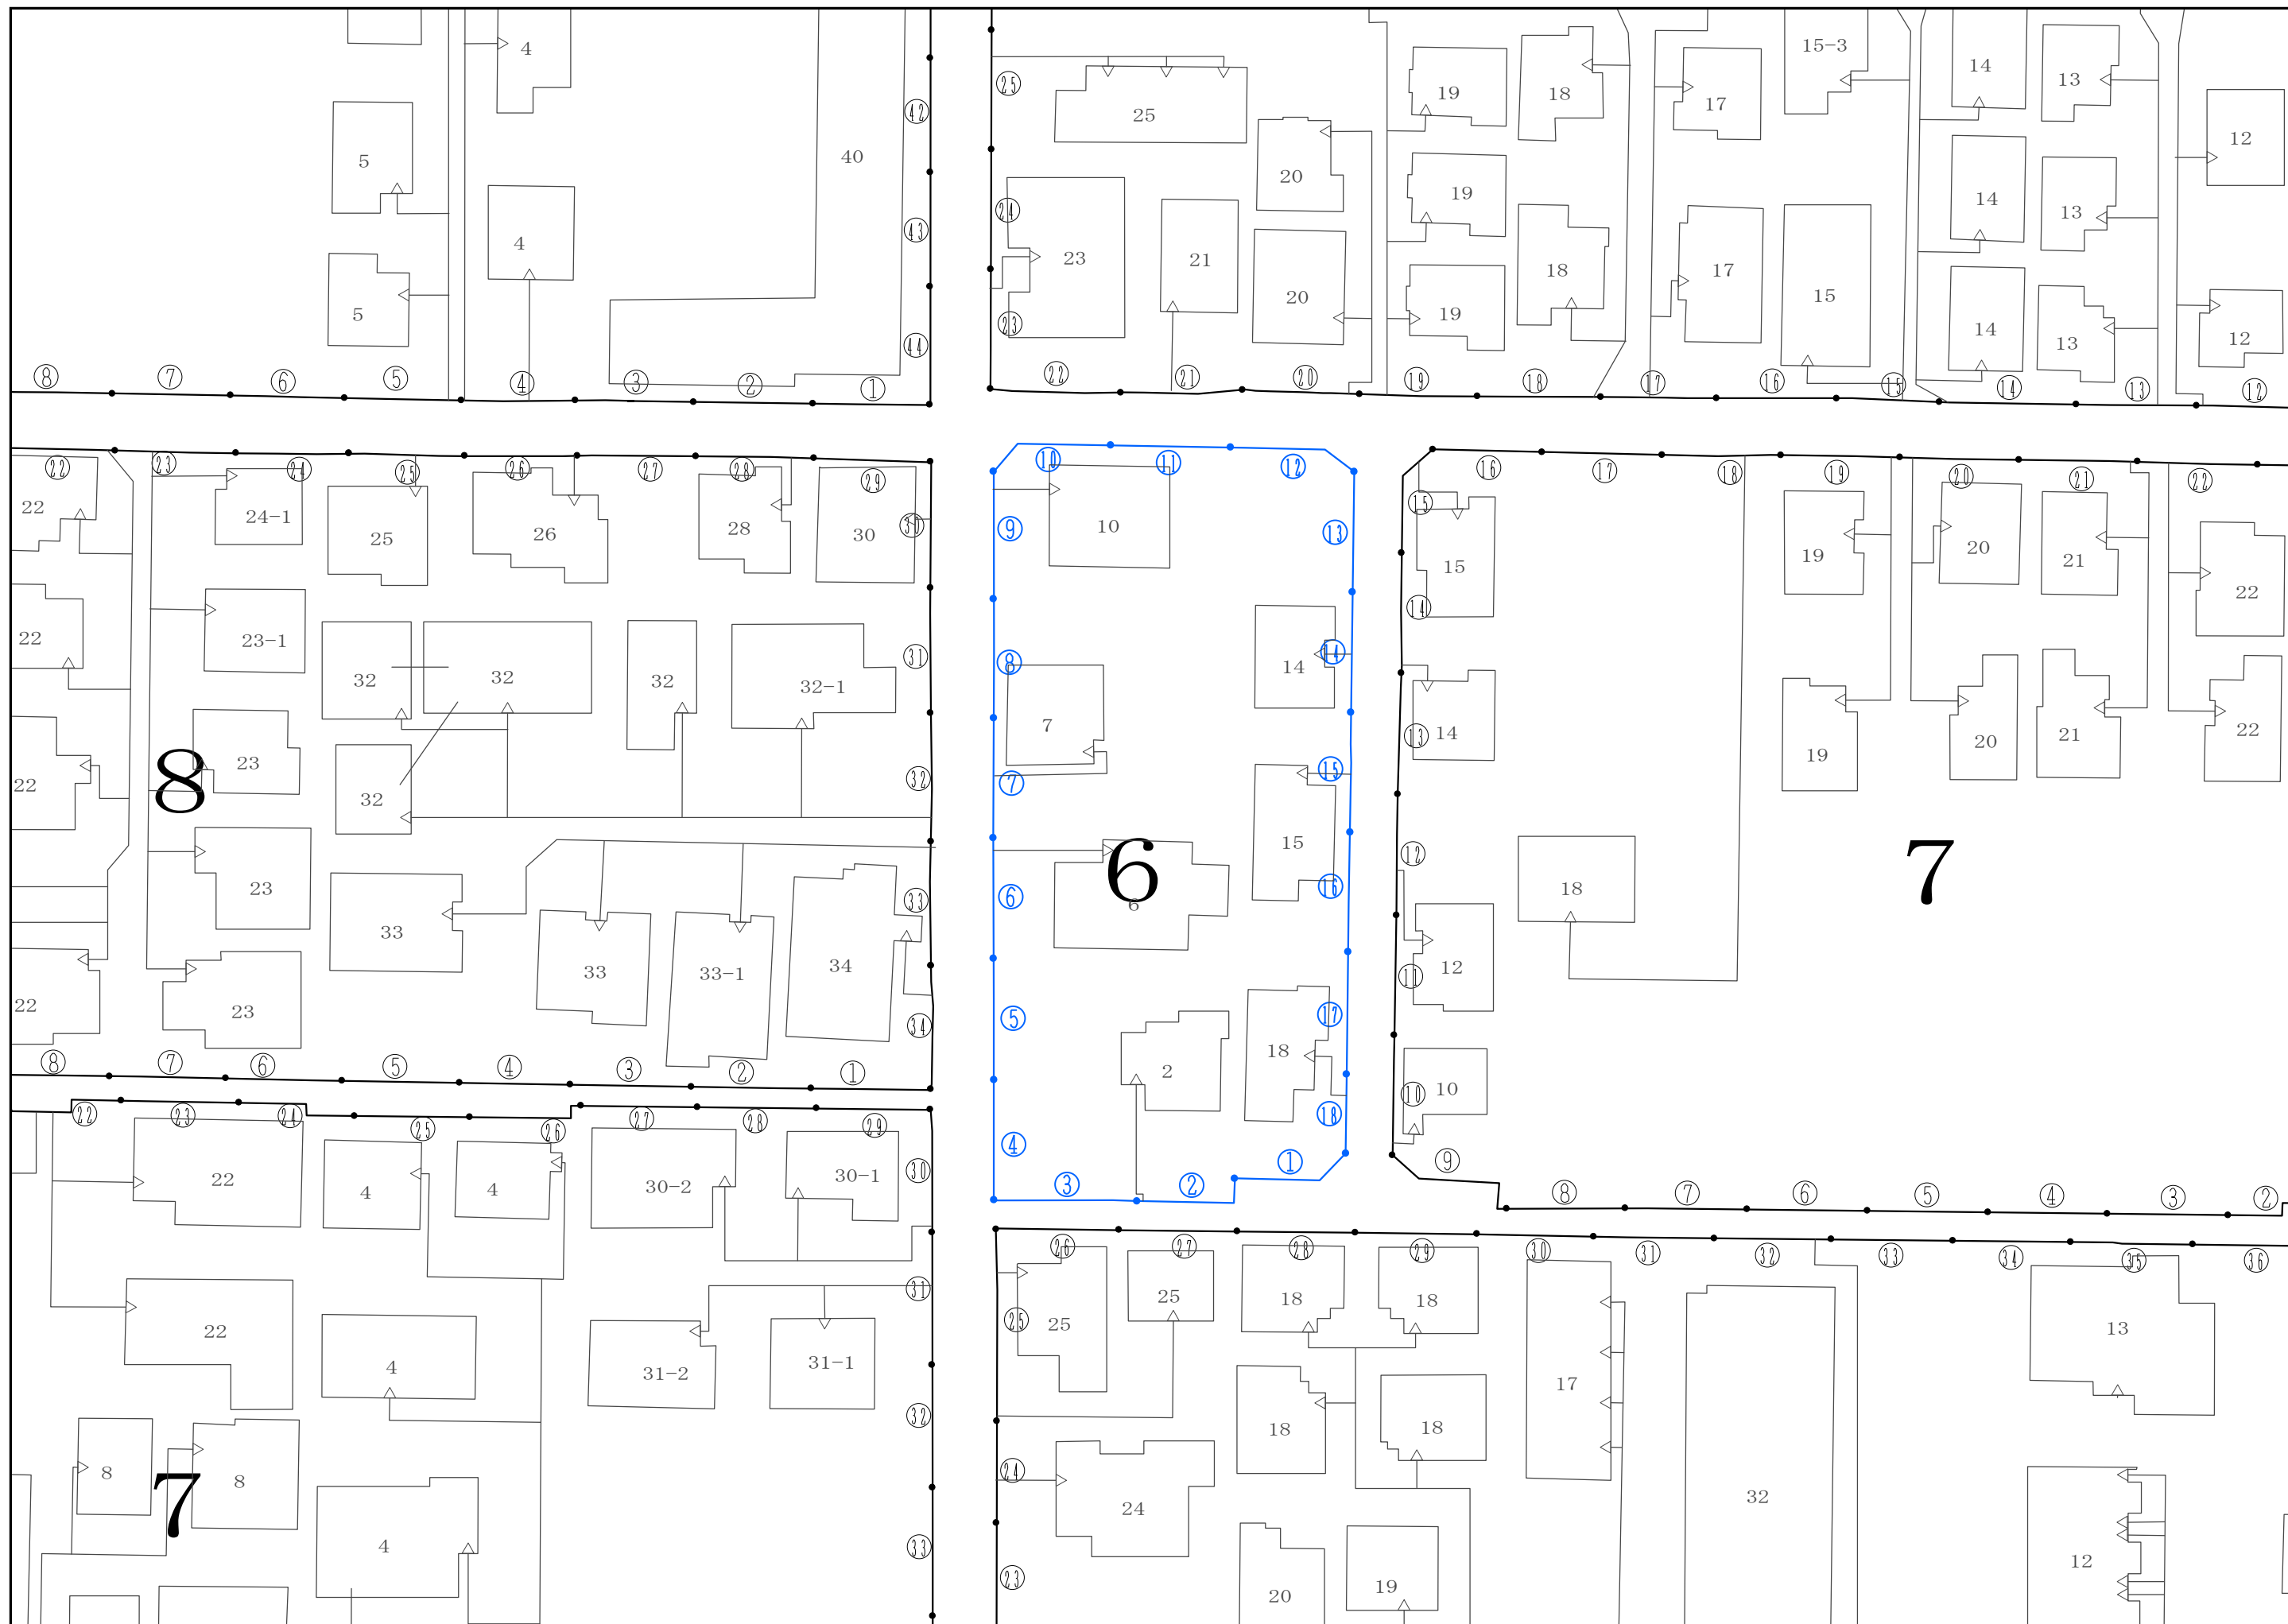 4 15-3 14 13
5 40 25 19 18 17 12
25 42
4 23 21 20 19 18 17 15 14 13 12
24 43
5 20 19
23 44
⑧ ⑦ ⑥ ⑤ ④ ③ ② ① ㉒ ㉑ ⑳ ⑲ ⑱ ⑰ ⑯ ⑮ ⑭ ⑬ ⑫
㉒ ㉓ ㉔ ㉕ ㉖ ㉗ ㉘ ㉙ ⑩ ⑪ ⑫ ⑯ ⑰ ⑱ ⑲ ⑳ ㉑ ㉒
22 24-1 25 26 28 30 ㉚ ⑨ 10 ⑬ ⑮ 15 19 20 21 22
22 23-1 32 32 32 32-1 ㉛ ⑧ 14 ⑭ ⑭
22 8 23 32 ㉜ 7 ⑦ ⑮ ⑬ 14 19 20 21 22
23 33 ㉝ ⑥ 6 6 15 ⑯ ⑫ 18 7
22 23 33 33-1 34 ㉞ ⑤ ⑰ ⑪ 12
⑧ ⑦ ⑥ ⑤ ④ ③ ② ① 2 18 ⑩ 10
㉒ ㉓ ㉔ ㉕ ㉖ ㉗ ㉘ ㉙ ④ ⑱
22 4 4 30-2 30-1 ㉚ ③ ② ① ⑨ ⑧ ⑦ ⑥ ⑤ ④ ③ ②
㉖ ㉗ ㉘ ㉙ ㉚ ㉛ ㉜ ㉝ ㉞ ㉟ ㊱
22 4 31-2 31-1 ㉛ ㉕ 25 25 18 18 13
8 7 8 ㉜ ㉔ 18 18 17
4 ㉝ 24 32 12
㉓ 20 19